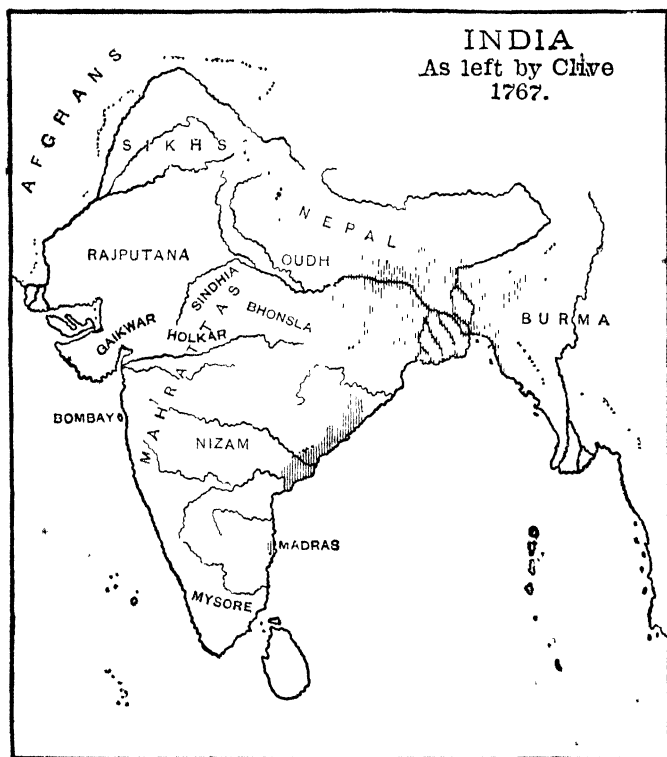 INDIA
As left by Clive
1767.
AFGHANS
SIKHS
NEPAL
RAJPUTANA
OUDH
SINDHIA
BHONSLA
BURMA
GAIKWAR
HOLKAR
MAHRATTAS
BOMBAY
NIZAM
MADRAS
MYSORE